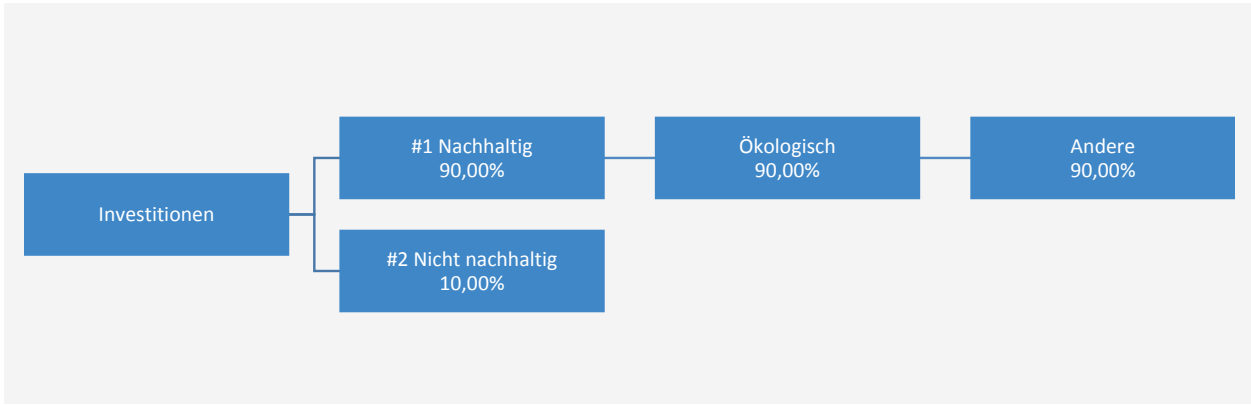 #1 Nachhaltig
90,00%
Ökologisch
90,00%
Andere
90,00%
Investitionen
#2 Nicht nachhaltig
10,00%